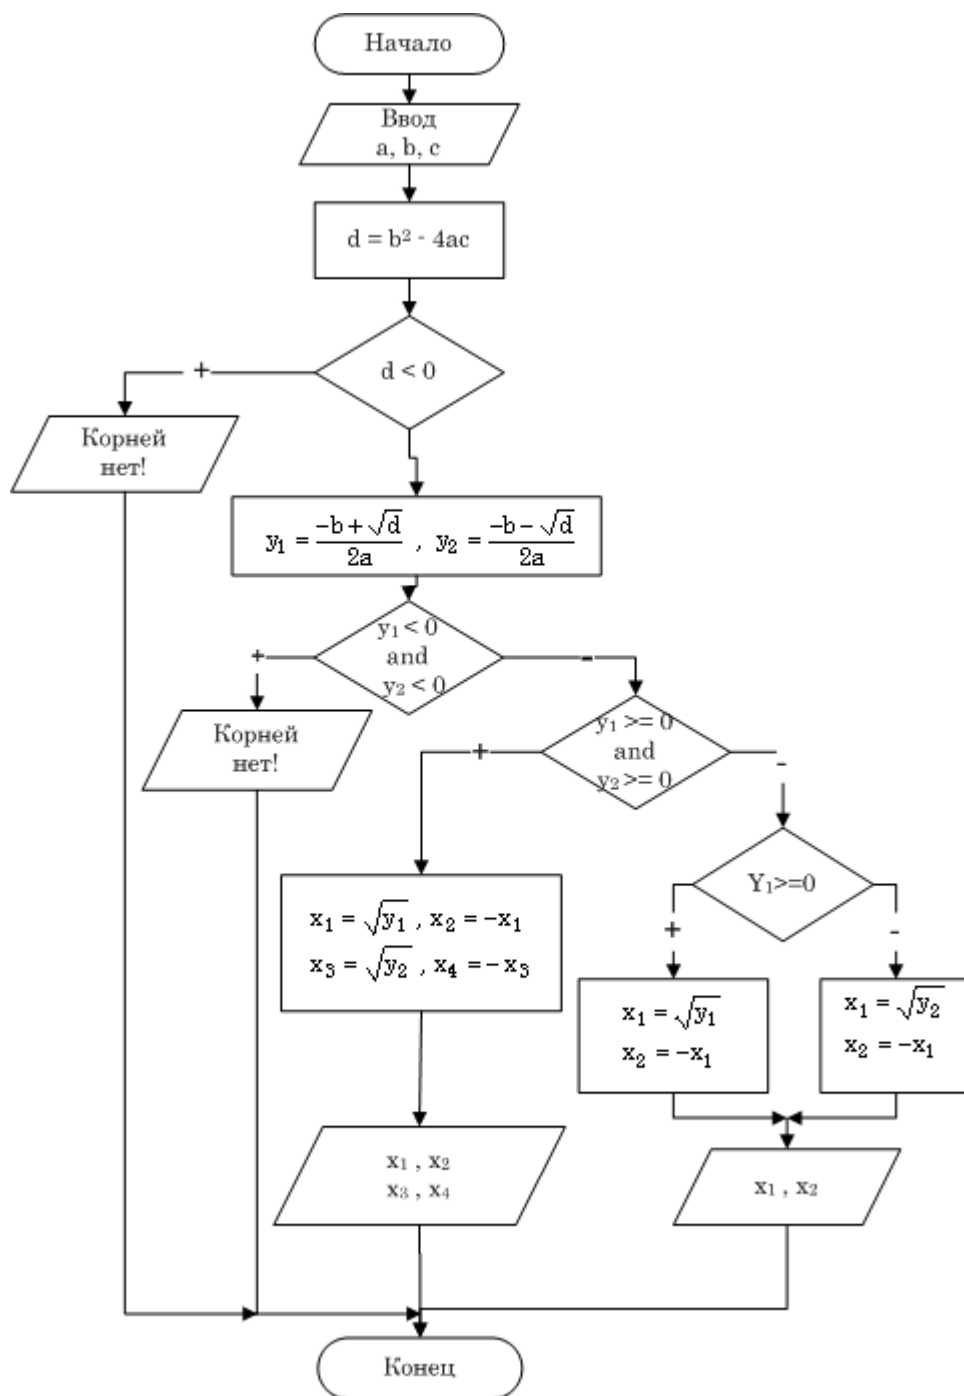 Начало
Ввод
a, b, c
d = b² - 4ac
d < 0
+
Корней
нет!
y₁ = (-b + √d)/2a , y₂ = (-b - √d)/2a
y₁ < 0
and
y₂ < 0
+
-
Корней
нет!
y₁ >= 0
and
y₂ >= 0
+
-
Y₁>=0
+
-
x₁ = √y₁ , x₂ = -x₁
x₃ = √y₂ , x₄ = -x₃
x₁ = √y₁
x₂ = -x₁
x₁ = √y₂
x₂ = -x₁
x₁ , x₂
x₃ , x₄
x₁ , x₂
Конец